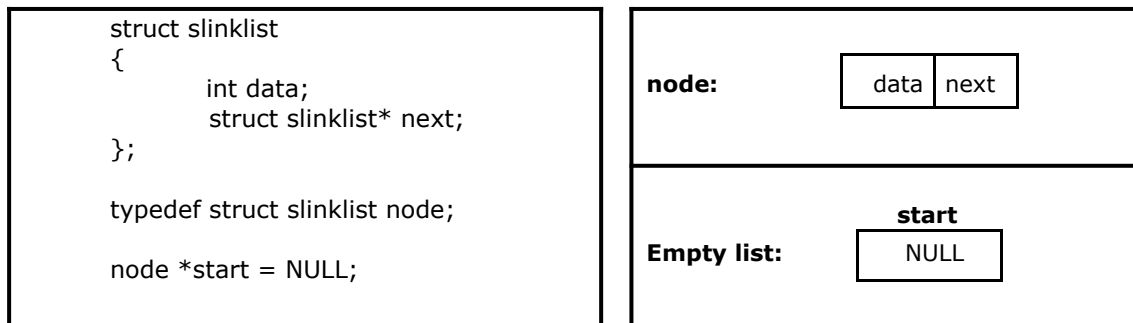 struct slinklist
{
int data;
struct slinklist* next;
};
typedef struct slinklist node;
node *start = NULL;
node:
data next
start
Empty list:
NULL